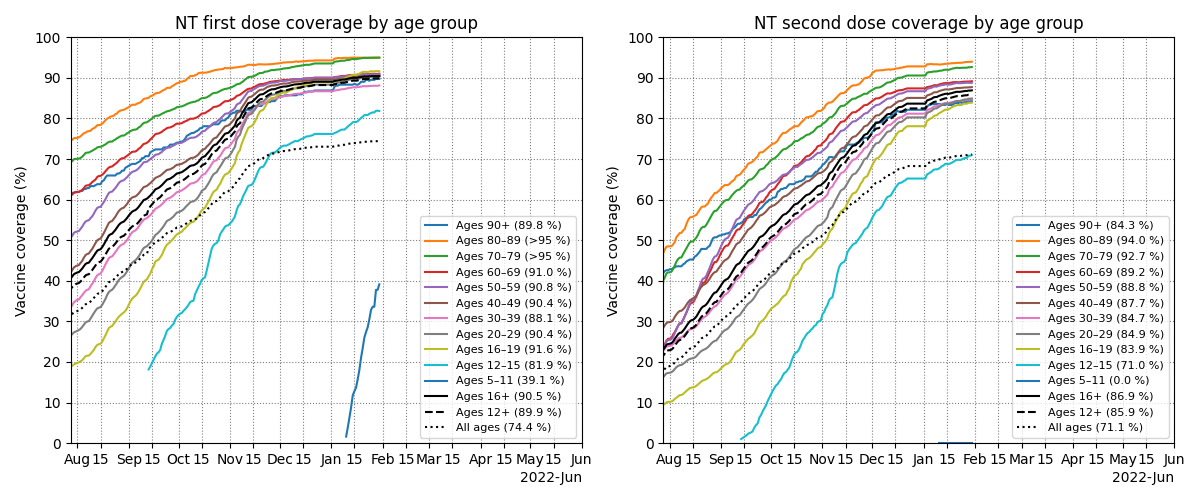 NT first dose coverage by age group
Vaccine coverage (%)
100
90
80
70
60
50
40
30
20
10
0
Aug 15 Sep 15 Oct 15 Nov 15 Dec 15 Jan 15 Feb 15 Mar 15 Apr 15 May 15 Jun
2022-Jun
Ages 90+ (89.8 %)
Ages 80–89 (>95 %)
Ages 70–79 (>95 %)
Ages 60–69 (91.0 %)
Ages 50–59 (90.8 %)
Ages 40–49 (90.4 %)
Ages 30–39 (88.1 %)
Ages 20–29 (90.4 %)
Ages 16–19 (91.6 %)
Ages 12–15 (81.9 %)
Ages 5–11 (39.1 %)
Ages 16+ (90.5 %)
Ages 12+ (89.9 %)
All ages (74.4 %)
NT second dose coverage by age group
Vaccine coverage (%)
100
90
80
70
60
50
40
30
20
10
0
Aug 15 Sep 15 Oct 15 Nov 15 Dec 15 Jan 15 Feb 15 Mar 15 Apr 15 May 15 Jun
2022-Jun
Ages 90+ (84.3 %)
Ages 80–89 (94.0 %)
Ages 70–79 (92.7 %)
Ages 60–69 (89.2 %)
Ages 50–59 (88.8 %)
Ages 40–49 (87.7 %)
Ages 30–39 (84.7 %)
Ages 20–29 (84.9 %)
Ages 16–19 (83.9 %)
Ages 12–15 (71.0 %)
Ages 5–11 (0.0 %)
Ages 16+ (86.9 %)
Ages 12+ (85.9 %)
All ages (71.1 %)